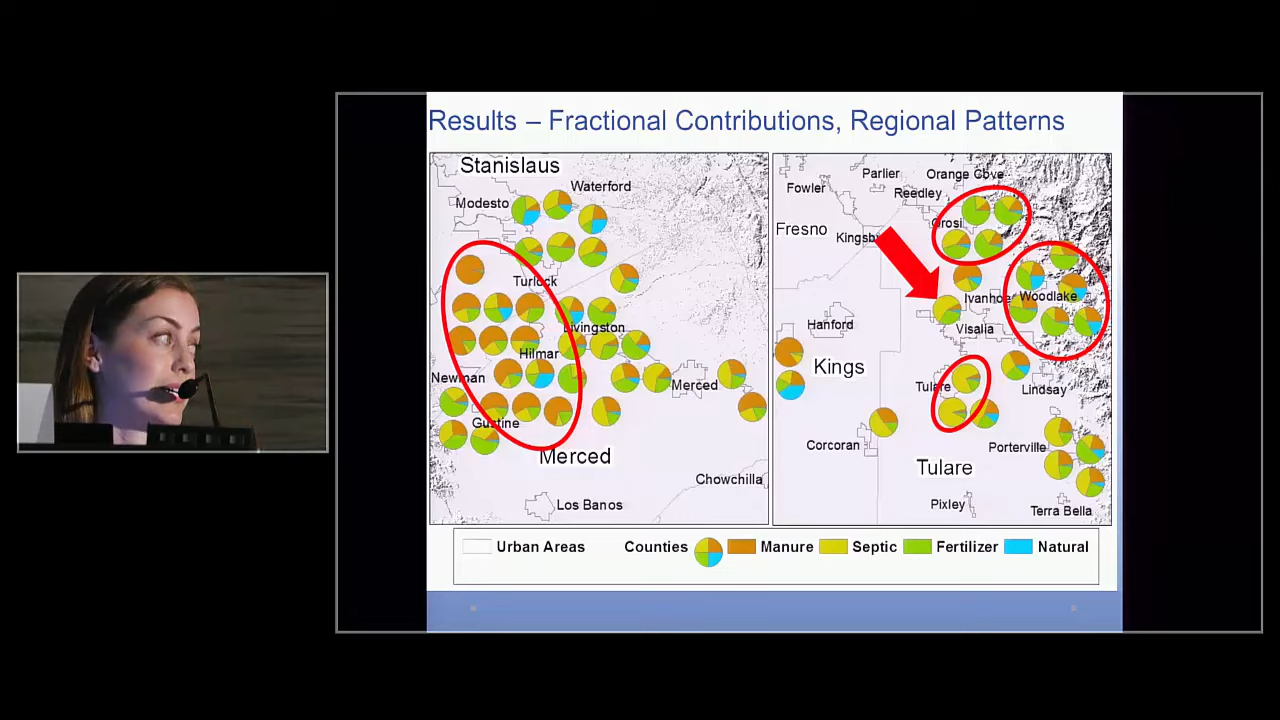 Results – Fractional Contributions, Regional Patterns
Stanislaus
Waterford
Modesto
Turlock
Livingston
Hilmar
Newman
Merced
Gustine
Merced
Chowchilla
Los Banos
Parlier
Orange Cove
Fowler
Reedley
Orosi
Fresno
Kingsb
Ivanhoe
Woodlake
Hanford
Visalia
Kings
Tulare
Lindsay
Corcoran
Porterville
Tulare
Pixley
Terra Bella
Urban Areas Counties Manure Septic Fertilizer Natural